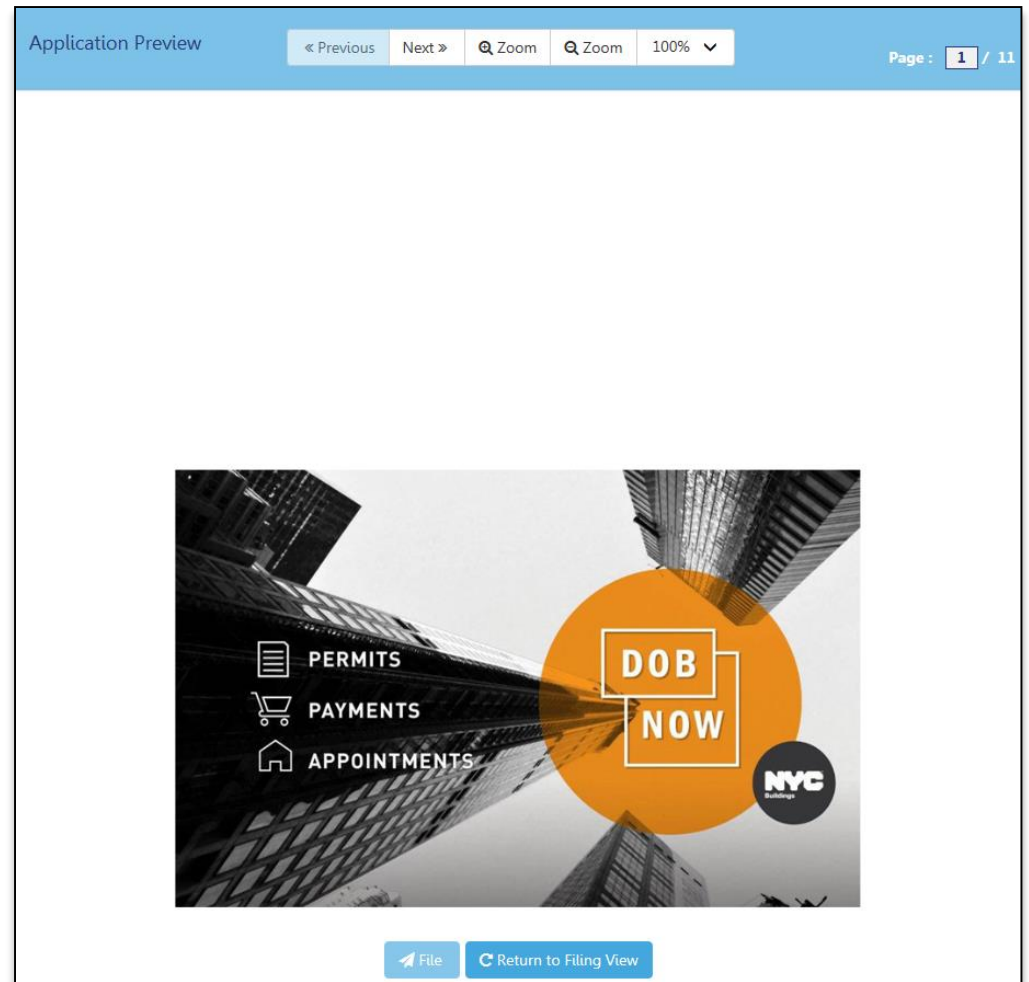 Application Preview
« Previous Next » Zoom Zoom 100%
Page : 1 / 11
PERMITS
PAYMENTS
APPOINTMENTS
DOB
NOW
NYC
Buildings
File Return to Filing View